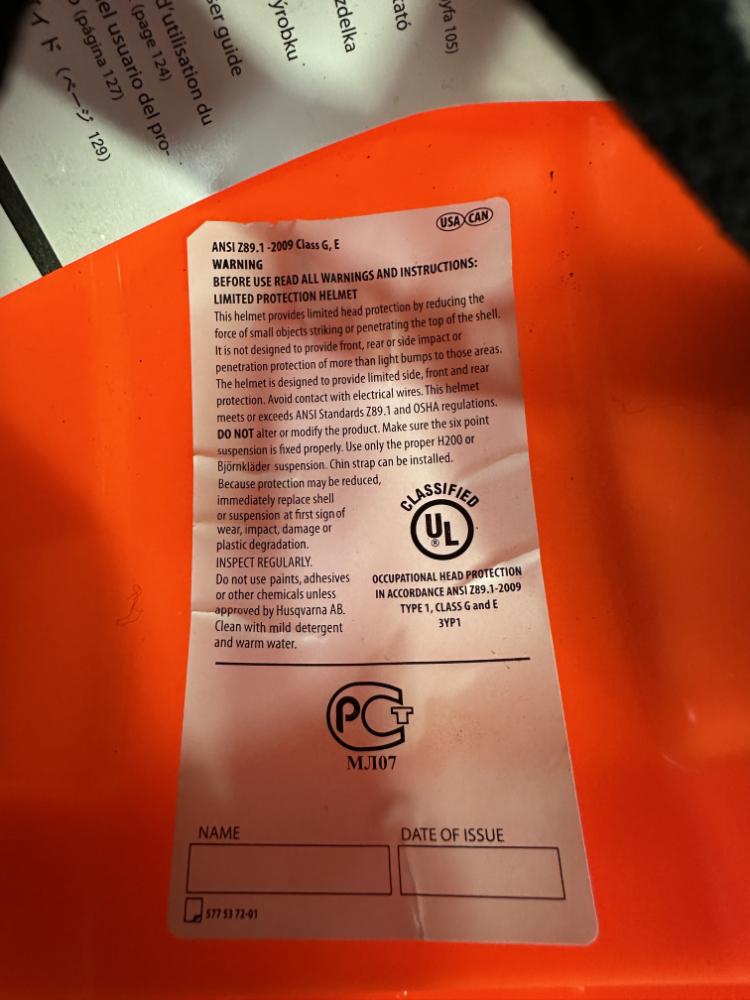 yfa 105)
kató
zdelka
ýrobku
ser guide
d'utilisation du
(page 124)
el usuario del pro-
(página 127)
イド (ページ 129)
USA CAN
ANSI Z89.1 -2009 Class G, E
WARNING
BEFORE USE READ ALL WARNINGS AND INSTRUCTIONS:
LIMITED PROTECTION HELMET
This helmet provides limited head protection by reducing the
force of small objects striking or penetrating the top of the shell.
It is not designed to provide front, rear or side impact or
penetration protection of more than light bumps to those areas.
The helmet is designed to provide limited side, front and rear
protection. Avoid contact with electrical wires. This helmet
meets or exceeds ANSI Standards Z89.1 and OSHA regulations.
DO NOT alter or modify the product. Make sure the six point
suspension is fixed properly. Use only the proper H200 or
Björnkläder suspension. Chin strap can be installed.
Because protection may be reduced,
immediately replace shell
or suspension at first sign of
wear, impact, damage or
plastic degradation.
INSPECT REGULARLY.
Do not use paints, adhesives
or other chemicals unless
approved by Husqvarna AB.
Clean with mild detergent
and warm water.
CLASSIFIED
UL
®
OCCUPATIONAL HEAD PROTECTION
IN ACCORDANCE ANSI Z89.1-2009
TYPE 1, CLASS G and E
3YP1
PCT
МЛ07
NAME
DATE OF ISSUE
577 53 72-01